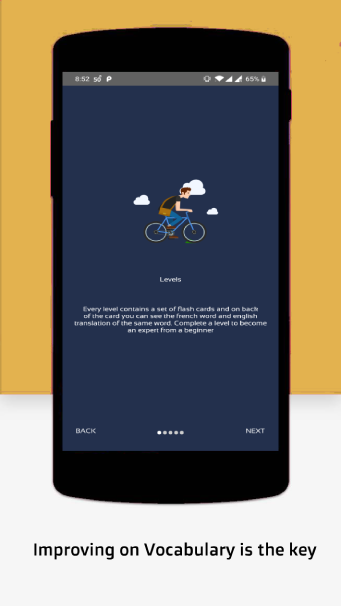 8:52
65%
Levels
Every level contains a set of flash cards and on back
of the card you can see the french word and english
translation of the same word. Complete a level to become
an expert from a beginner
BACK
NEXT
Improving on Vocabulary is the key